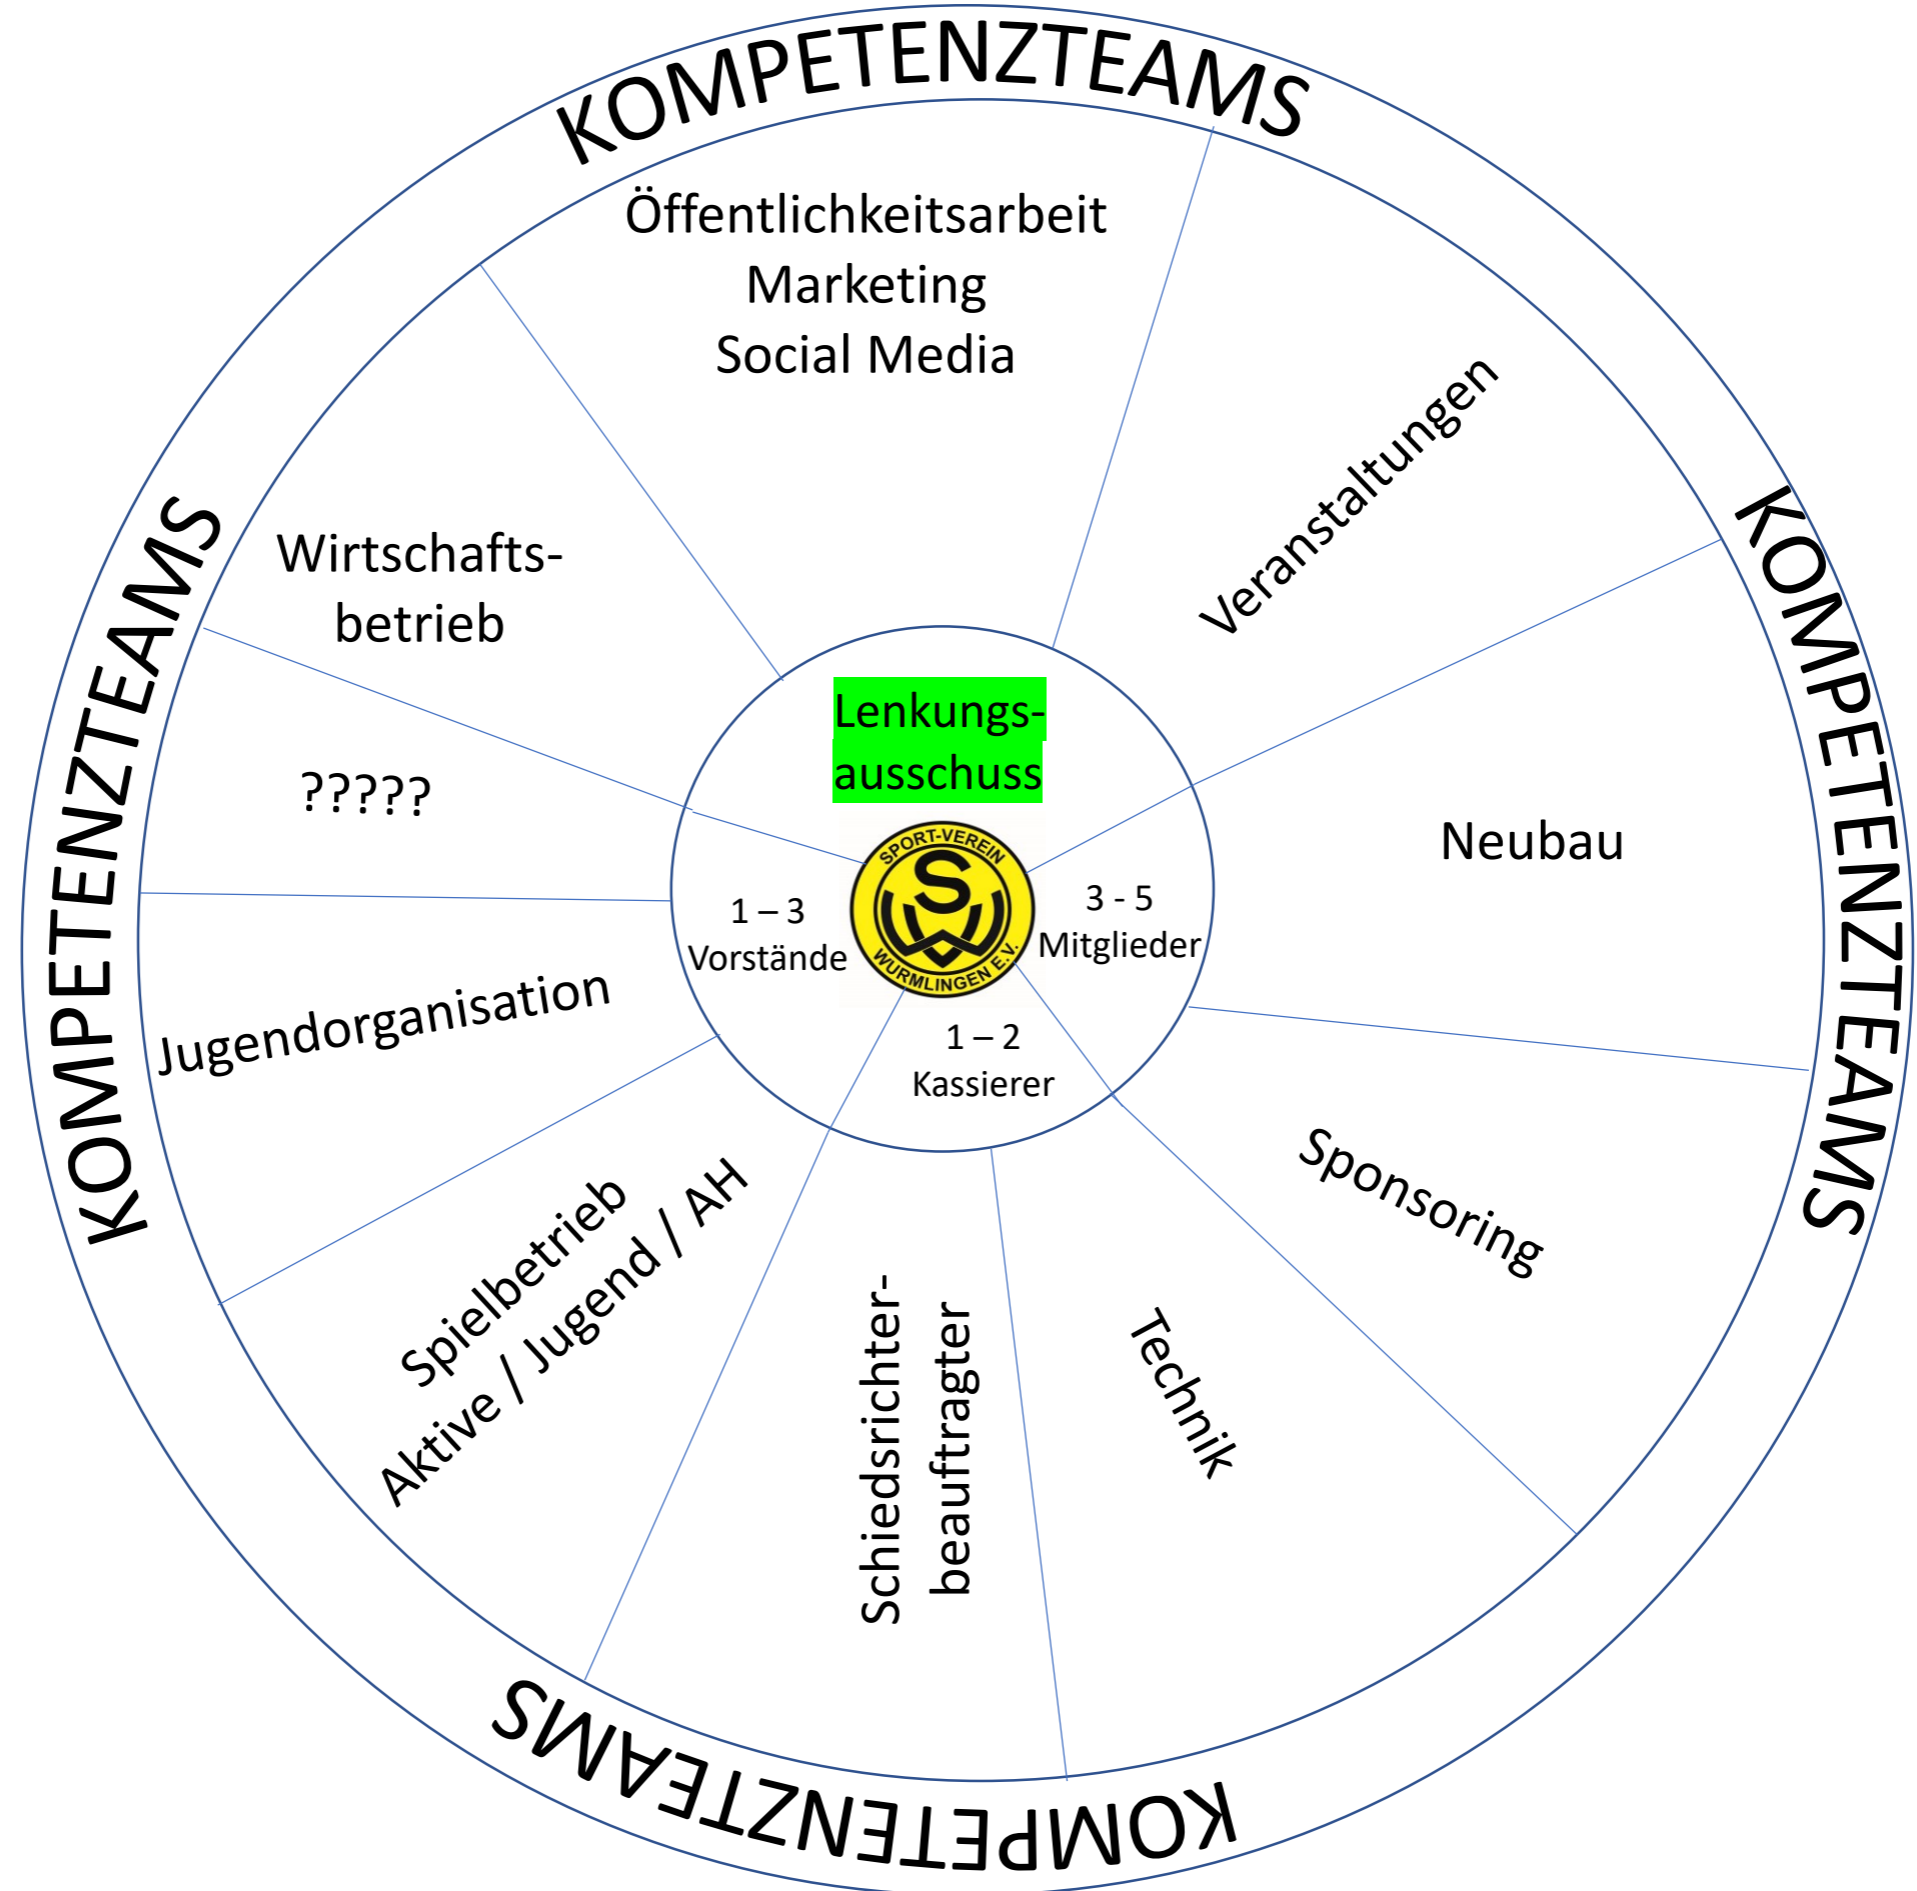 KOMPETENZTEAMS
Öffentlichkeitsarbeit
Marketing
Social Media
Veranstaltungen
KOMPETENZTEAMS
Neubau
Sponsoring
Technik
Schiedsrichter-
beauftragter
KOMPETENZTEAMS
Spielbetrieb
Aktive / Jugend / AH
Jugendorganisation
?????
Wirtschafts-
betrieb
KOMPETENZTEAMS
Lenkungs-
ausschuss
SPORT-VEREIN
SW
WURMLINGEN E.V.
1 – 3
Vorstände
3 - 5
Mitglieder
1 – 2
Kassierer